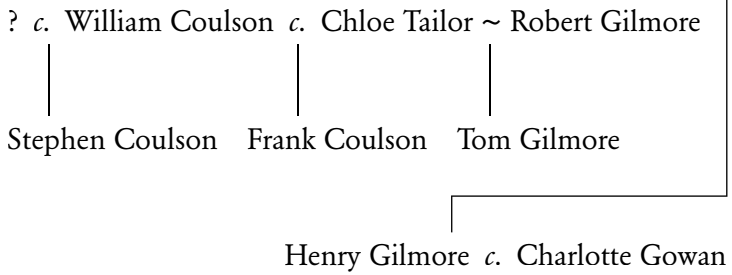 ? c. William Coulson c. Chloe Tailor ~ Robert Gilmore
Stephen Coulson Frank Coulson Tom Gilmore
Henry Gilmore c. Charlotte Gowan